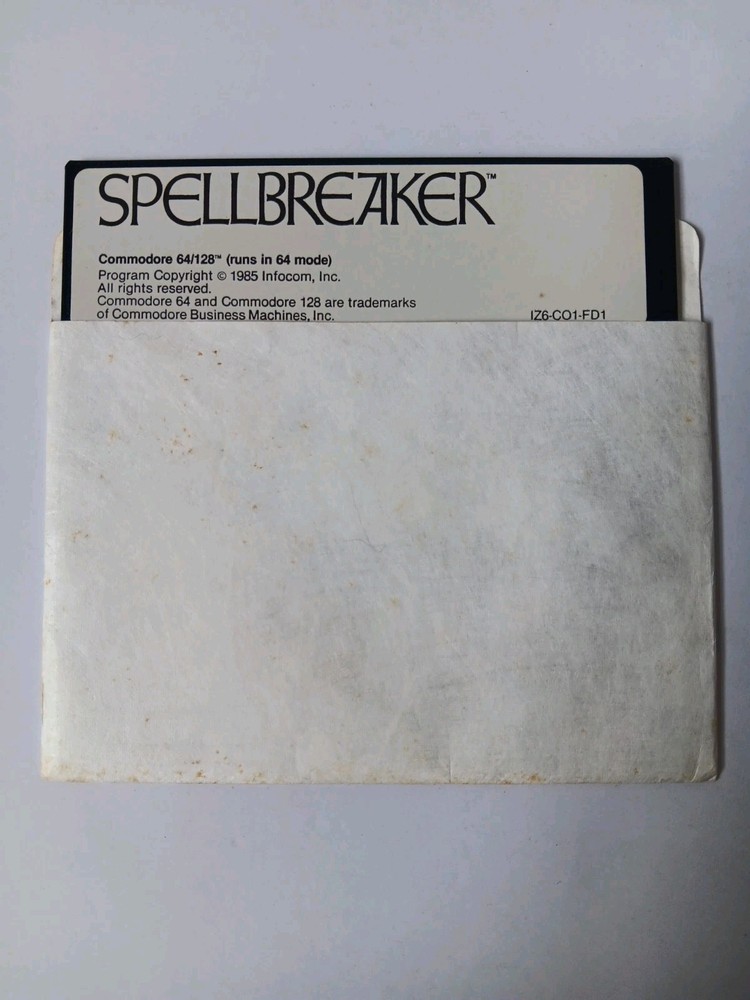 SPELLBREAKER™
Commodore 64/128™ (runs in 64 mode)
Program Copyright © 1985 Infocom, Inc.
All rights reserved.
Commodore 64 and Commodore 128 are trademarks
of Commodore Business Machines, Inc. IZ6-CO1-FD1